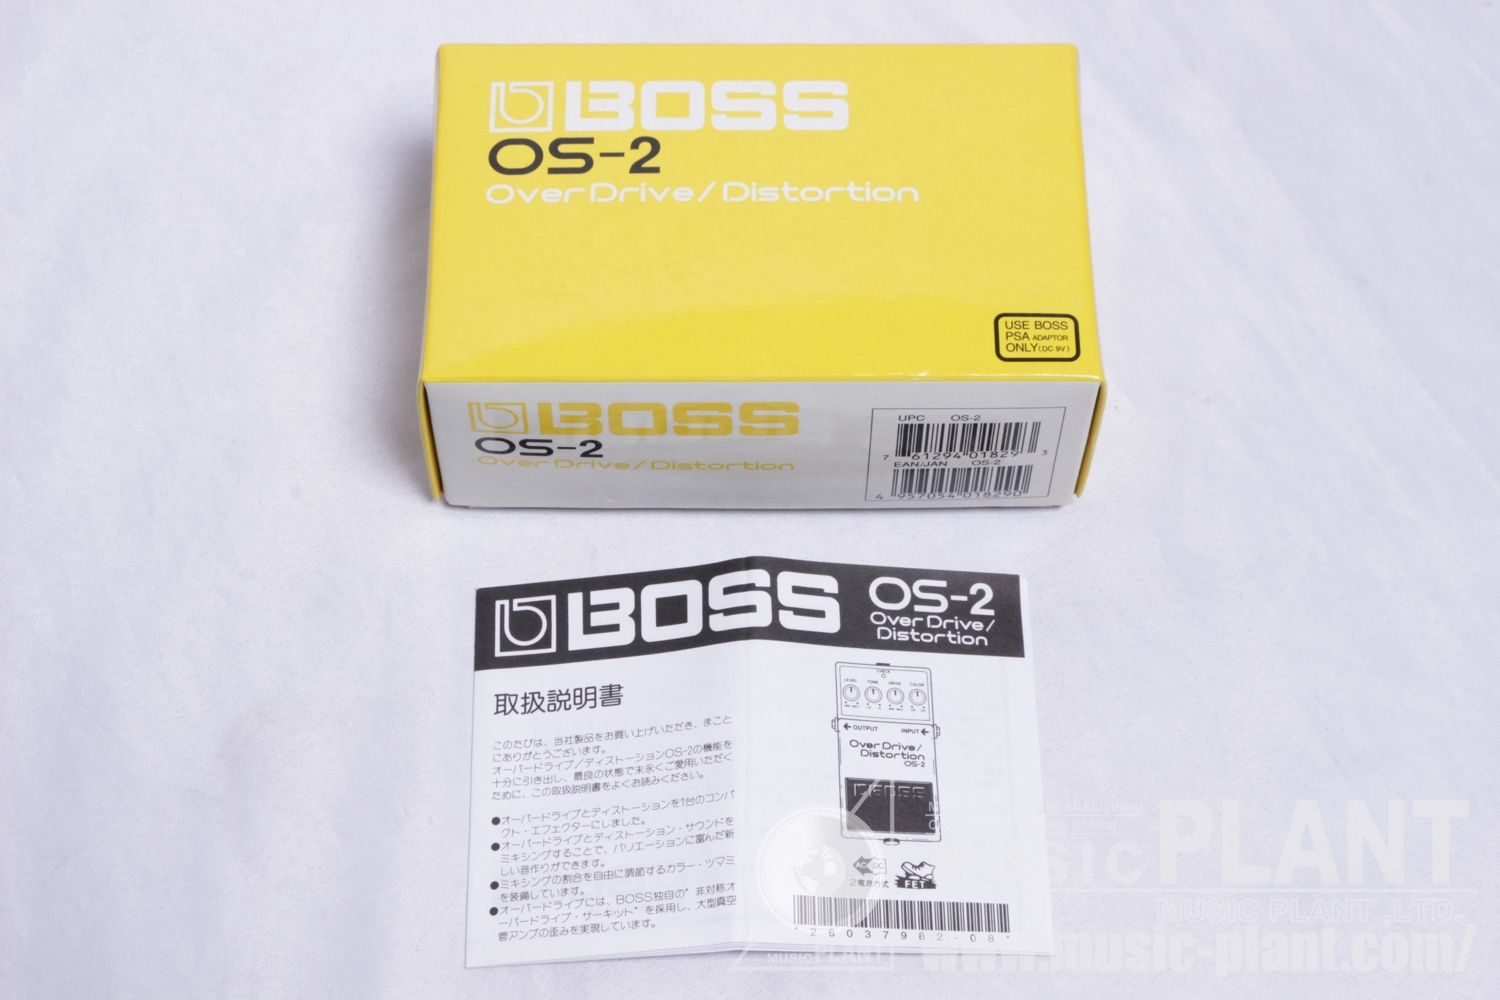 BOSS
OS-2
Over Drive/Distortion
USE BOSS
PSA ADAPTOR
ONLY (DC 9V)
BOSS
OS-2
Over Drive/Distortion
UPC OS-2
7 61294 01829 3
EAN/JAN OS-2
4 957054 018290
BOSS
OS-2
Over Drive/
Distortion
取扱説明書
このたびは、当社製品をお買い上げいただき、まこと
にありがとうございます。
オーバードライブ/ディストーションOS-2の機能を
十分に引き出し、最良の状態で末永くご愛用いただく
ために、この取扱説明書をよくお読みください。
●オーバードライブとディストーションを1台のコンパ
クト・エフェクターにしました。
●オーバードライブとディストーション・サウンドを
ミキシングすることで、バリエーションに富んだ新
しい音作りができます。
●ミキシングの割合を自由に調節するカラー・ツマミ
を装備しています。
●オーバードライブには、BOSS独自の"非対称オ
ーバードライブ・サーキット"を採用し、大型真空
管アンプの歪みを実現しています。
CHECK
LEVEL TONE DRIVE COLOR
OUTPUT INPUT
Over Drive/
Distortion
OS-2
BOSS
AC DC
2電源方式
FET
*26037982-08*
PLANT
MUSIC PLANT ,LTD.
MUSIC PLANT
www.music-plant.com/